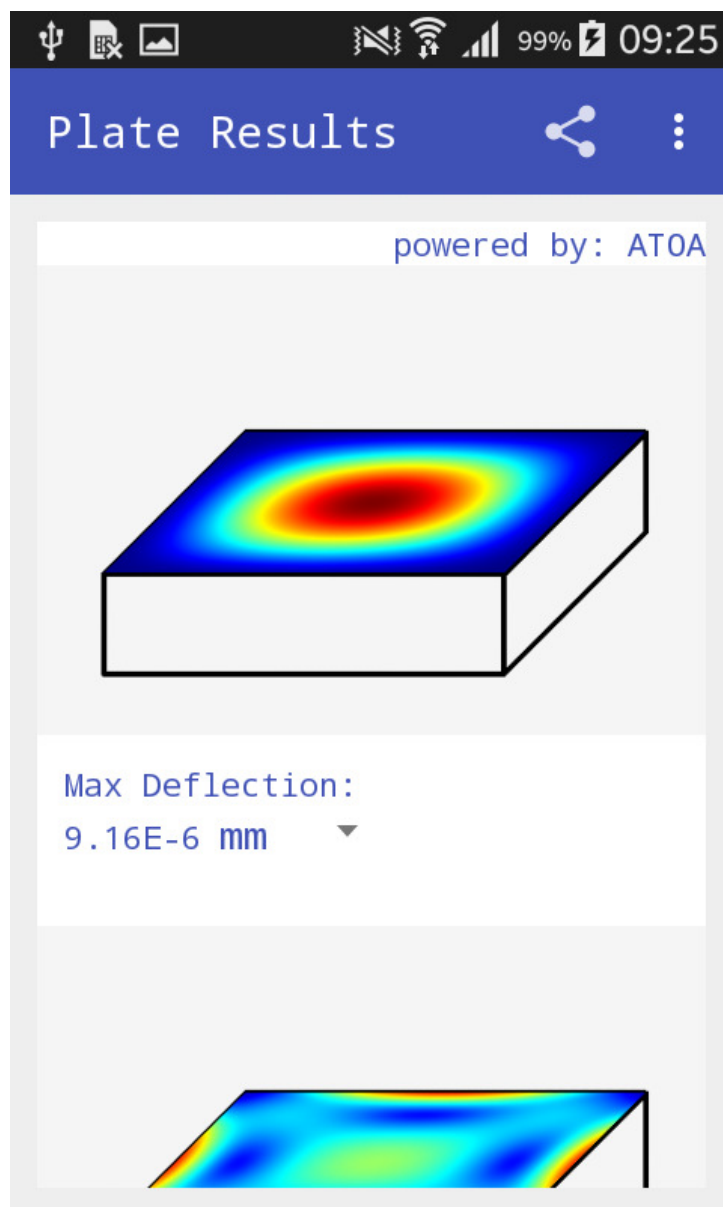 99% 09:25
Plate Results
powered by: ATOA
Max Deflection:
9.16E-6 mm